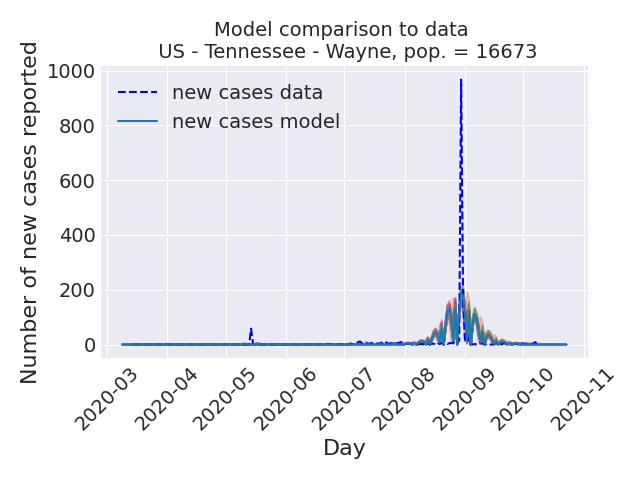 Model comparison to data
US - Tennessee - Wayne, pop. = 16673
Number of new cases reported
1000
800
600
400
200
0
new cases data
new cases model
2020-03
2020-04
2020-05
2020-06
2020-07
2020-08
2020-09
2020-10
2020-11
Day